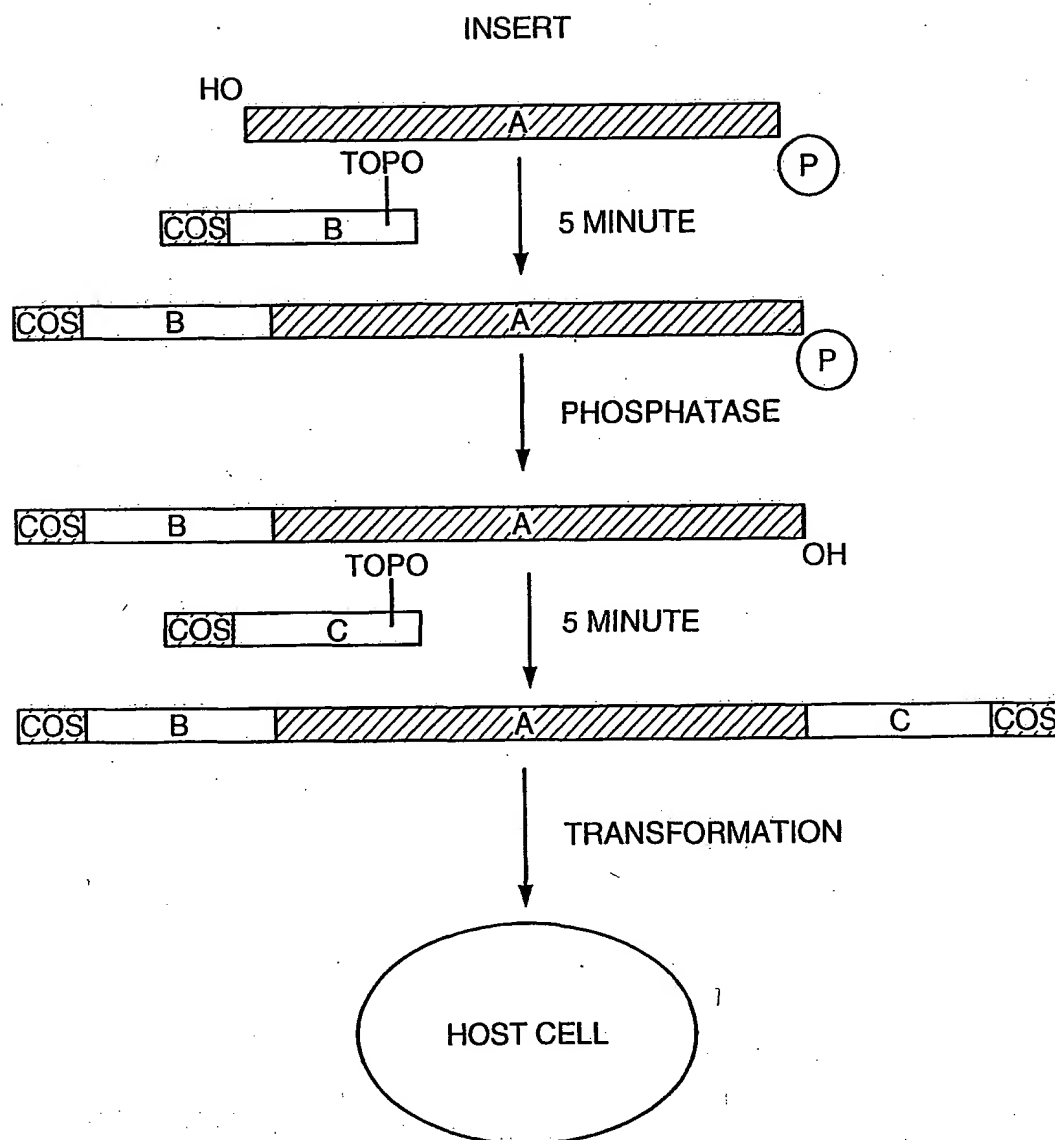 INSERT
HO
A
P
TOPO
COS B
5 MINUTE
COS B A
P
PHOSPHATASE
COS B A
OH
TOPO
COS C
5 MINUTE
COS B A C COS
TRANSFORMATION
HOST CELL